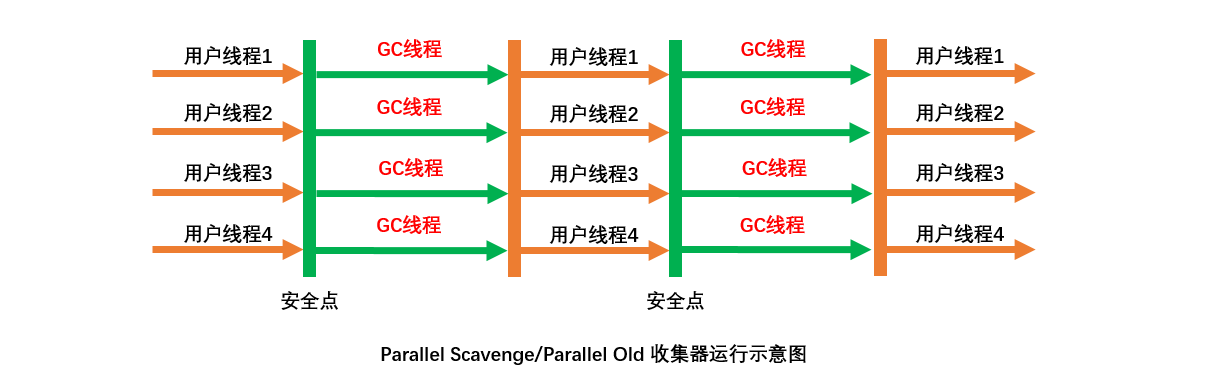 用户线程1 GC线程 用户线程1 GC线程 用户线程1
用户线程2 GC线程 用户线程2 GC线程 用户线程2
用户线程3 GC线程 用户线程3 GC线程 用户线程3
用户线程4 GC线程 用户线程4 GC线程 用户线程4
安全点 安全点
Parallel Scavenge/Parallel Old 收集器运行示意图